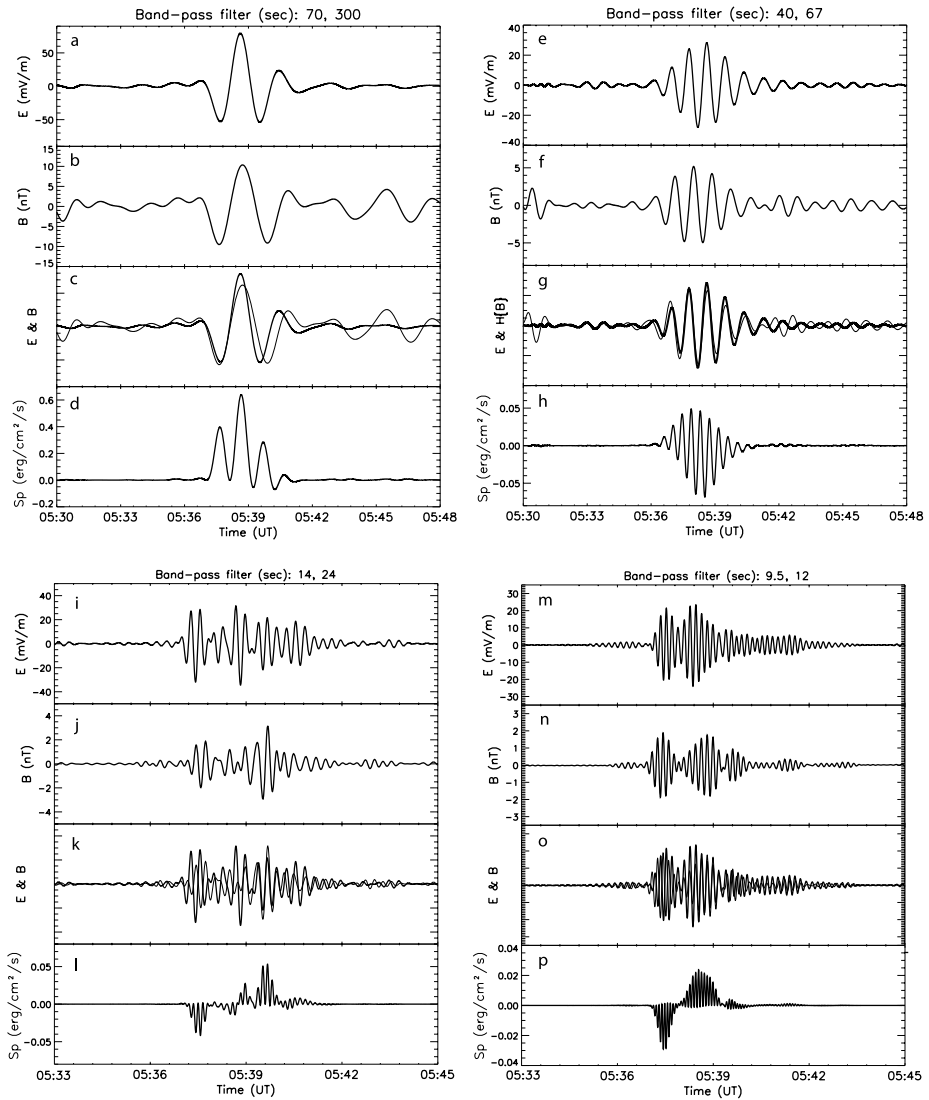 Band-pass filter (sec): 70, 300
a
E (mV/m)
50
0
−50
b
B (nT)
15
10
5
0
−5
−10
−15
c
E & B
d
Sp (erg/cm²/s)
0.6
0.4
0.2
0.0
−0.2
05:30 05:33 05:36 05:39 05:42 05:45 05:48
Time (UT)
Band-pass filter (sec): 40, 67
e
E (mV/m)
40
20
0
−20
−40
f
B (nT)
5
0
−5
g
E & H[B]
h
Sp (erg/cm²/s)
0.05
0.00
−0.05
05:30 05:33 05:36 05:39 05:42 05:45 05:48
Time (UT)
Band-pass filter (sec): 14, 24
i
E (mV/m)
40
20
0
−20
−40
j
B (nT)
4
2
0
−2
−4
k
E & B
l
Sp (erg/cm²/s)
0.05
0.00
−0.05
05:33 05:36 05:39 05:42 05:45
Time (UT)
Band-pass filter (sec): 9.5, 12
m
E (mV/m)
30
20
10
0
−10
−20
−30
n
B (nT)
3
2
1
0
−1
−2
−3
o
E & B
p
Sp (erg/cm²/s)
0.04
0.02
0.00
−0.02
−0.04
05:33 05:36 05:39 05:42 05:45
Time (UT)